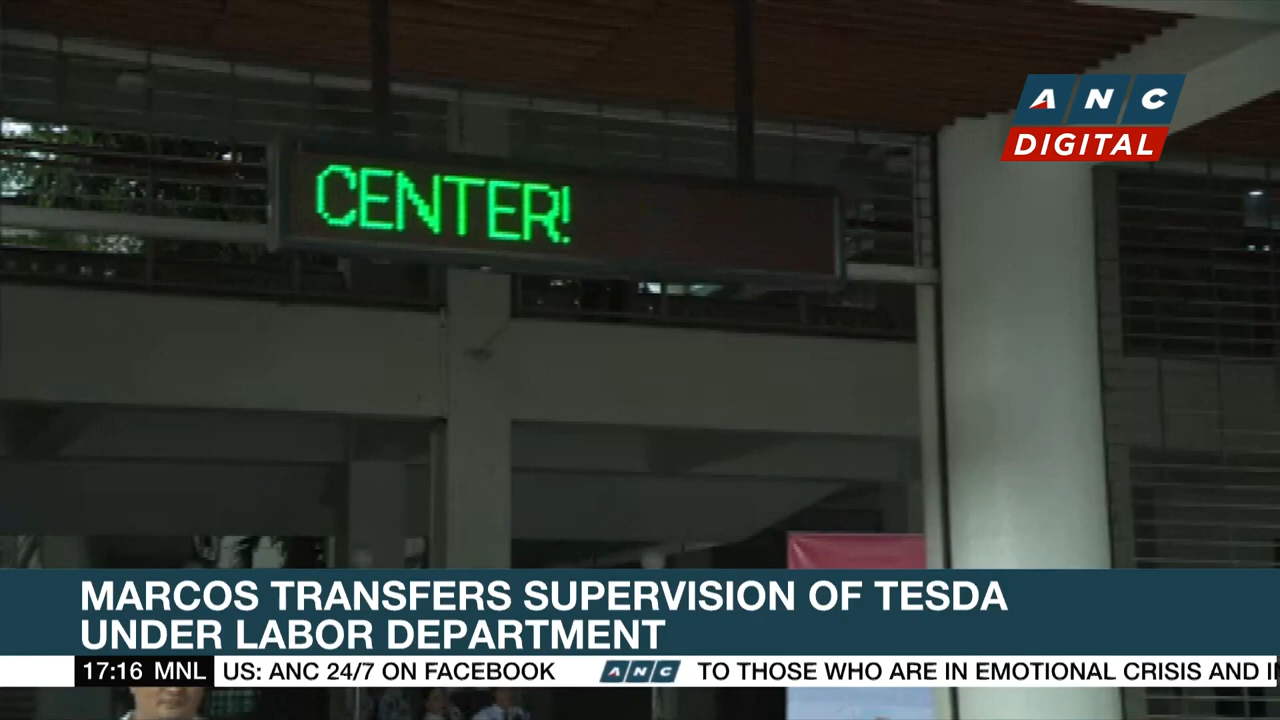 ANC
DIGITAL
CENTER!
MARCOS TRANSFERS SUPERVISION OF TESDA
UNDER LABOR DEPARTMENT
17:16 MNL US: ANC 24/7 ON FACEBOOK ANC TO THOSE WHO ARE IN EMOTIONAL CRISIS AND